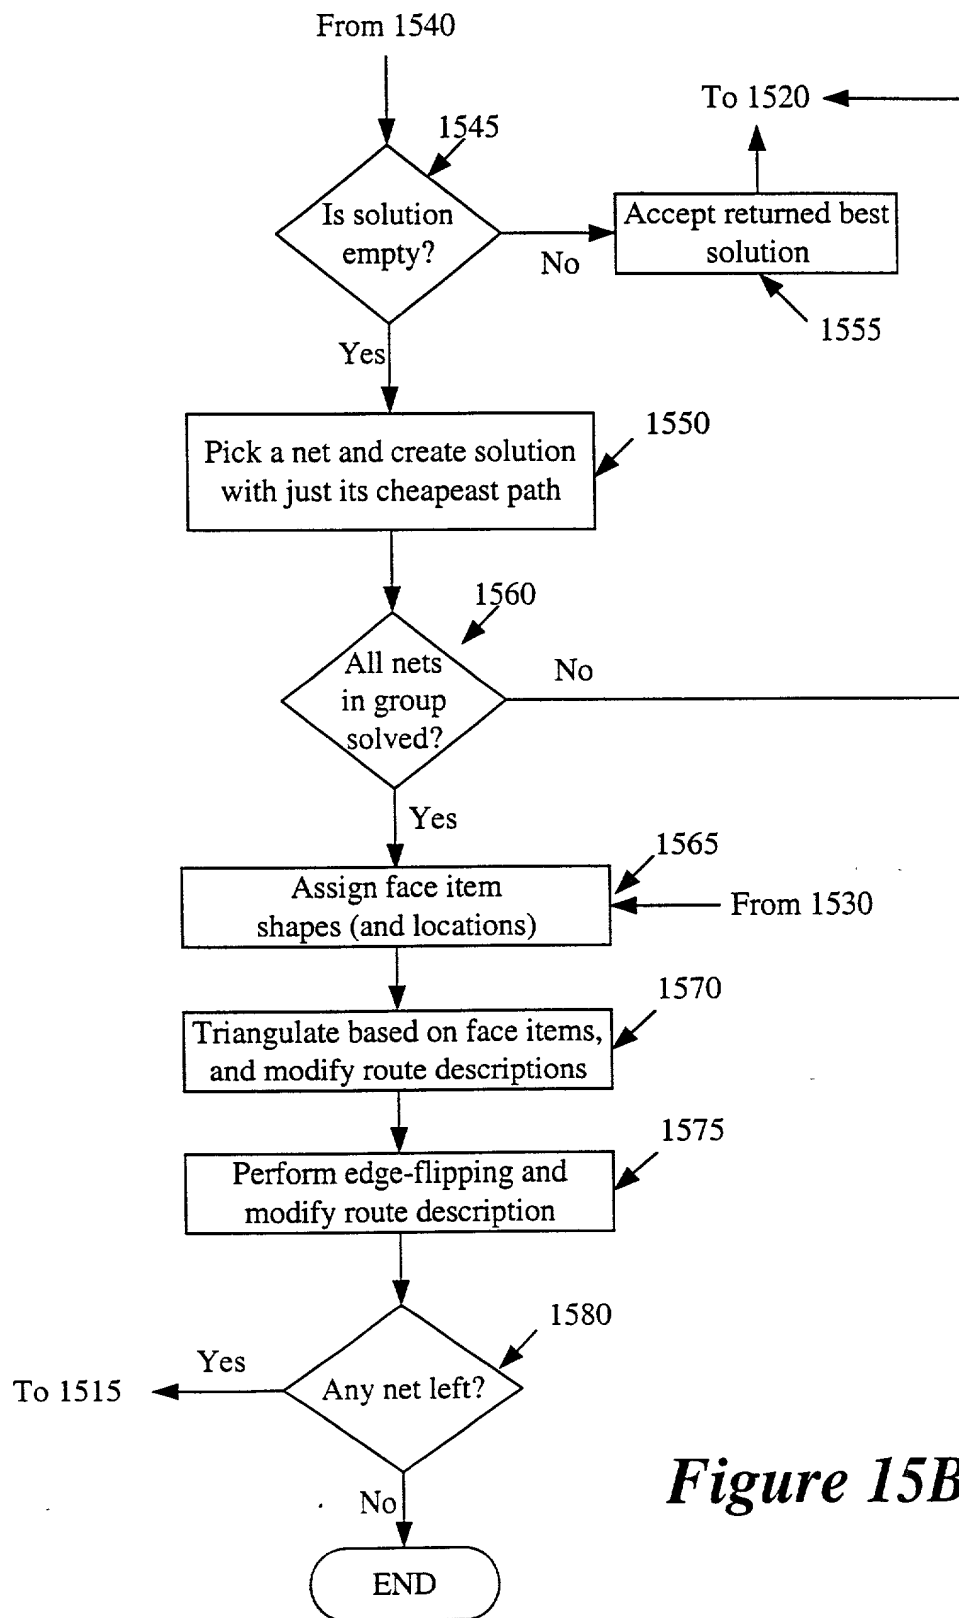 From 1540
To 1520
1545
Is solution
empty?
No
Accept returned best
solution
1555
Yes
1550
Pick a net and create solution
with just its cheapeast path
1560
All nets
in group
solved?
No
Yes
1565
Assign face item
shapes (and locations)
From 1530
1570
Triangulate based on face items,
and modify route descriptions
1575
Perform edge-flipping and
modify route description
1580
Any net left?
Yes
To 1515
No
END
Figure 15B